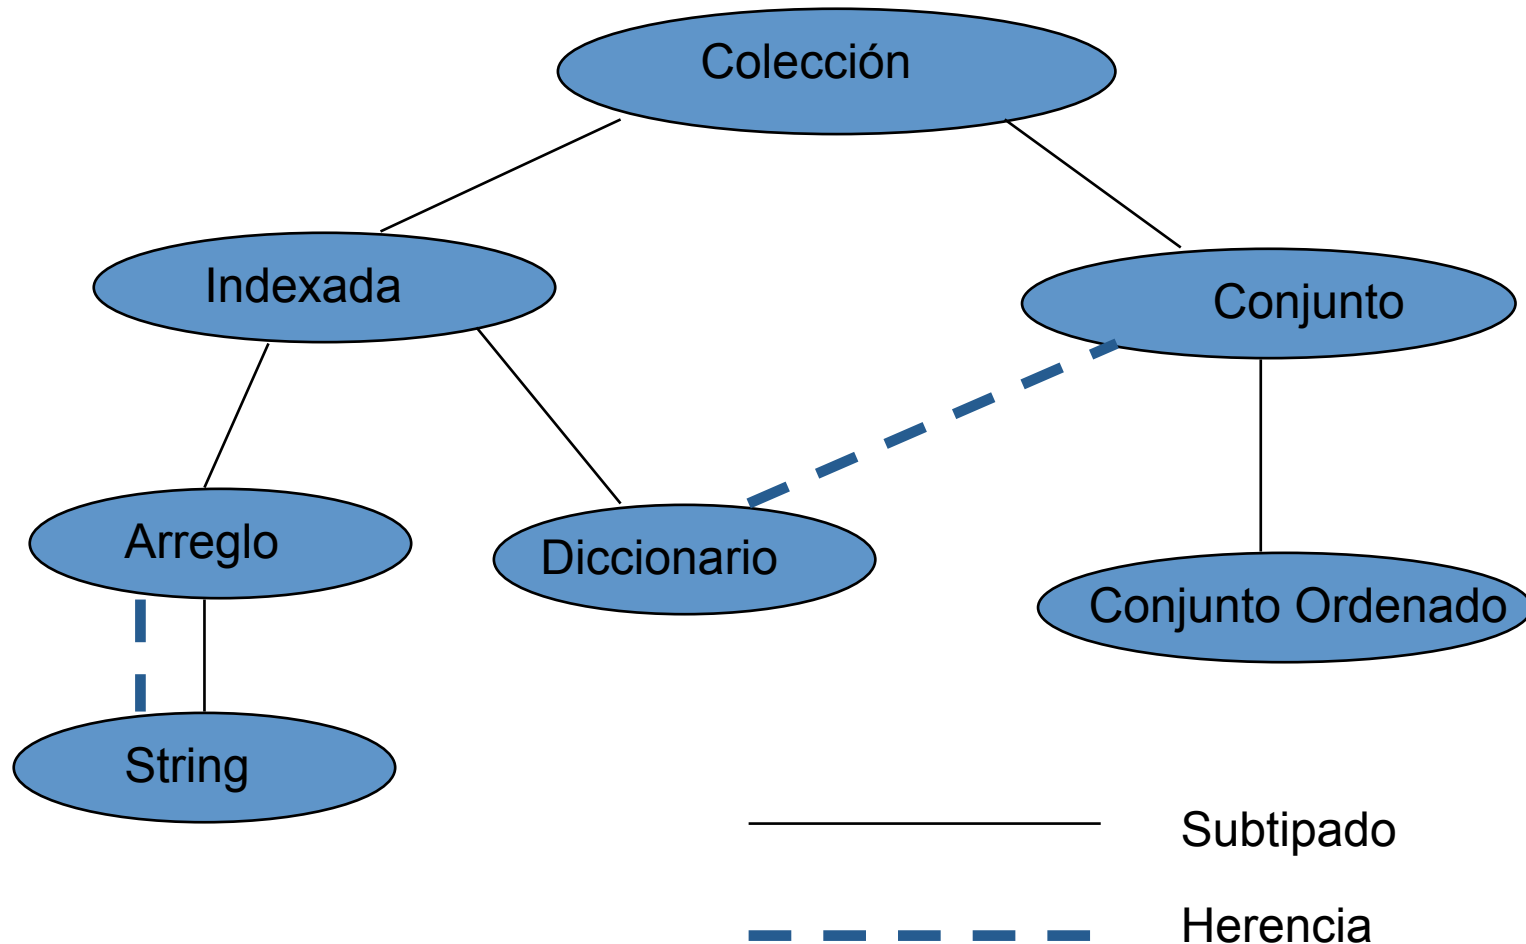 Colección
Indexada
Conjunto
Arreglo
Diccionario
Conjunto Ordenado
String
Subtipado
Herencia